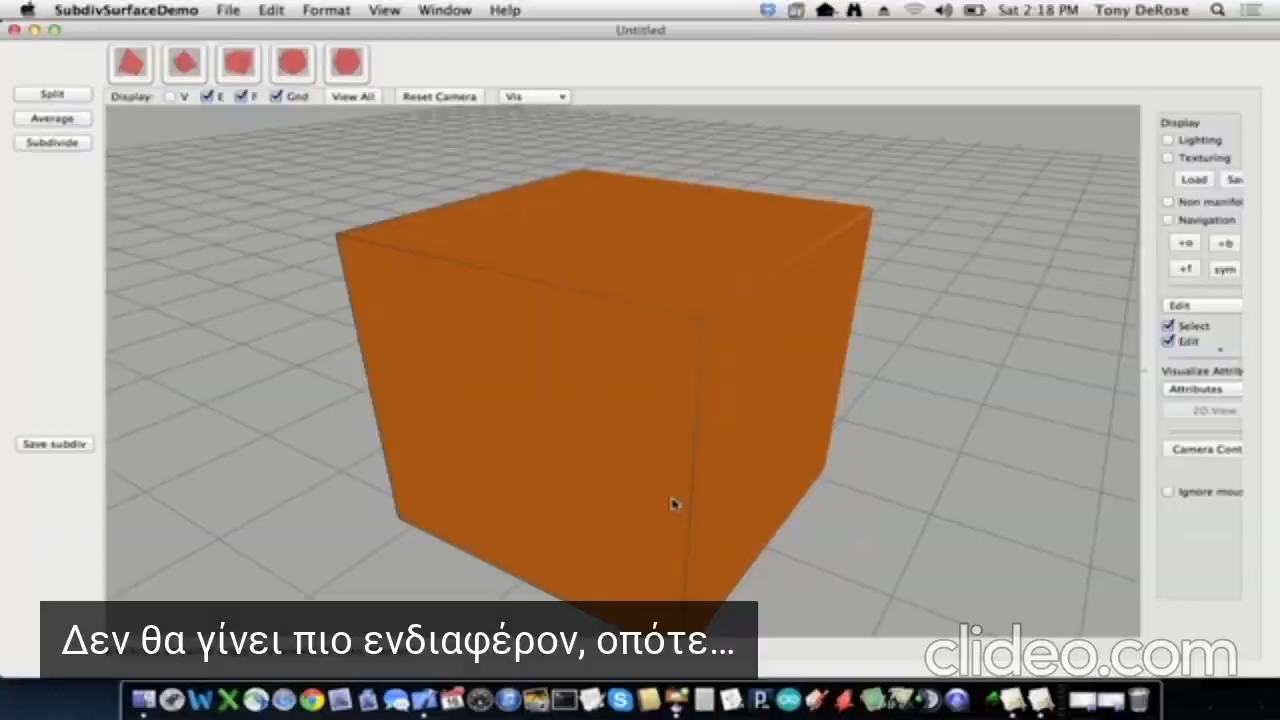 SubdivSurfaceDemo File Edit Format View Window Help Sat 2:18 PM Tony DeRose
Untitled
Split
Average
Subdivide
Save subdiv
Display: V E F Gnd View All Reset Camera Vis
Display
Lighting
Texturing
Load Sav
Non manifol
Navigation
+a +b
+f sym
Edit
Select
Edit
Visualize Attrib
Attributes
2D View
Camera Cont
Ignore mous
Δεν θα γίνει πιο ενδιαφέρον, οπότε...
clideo.com